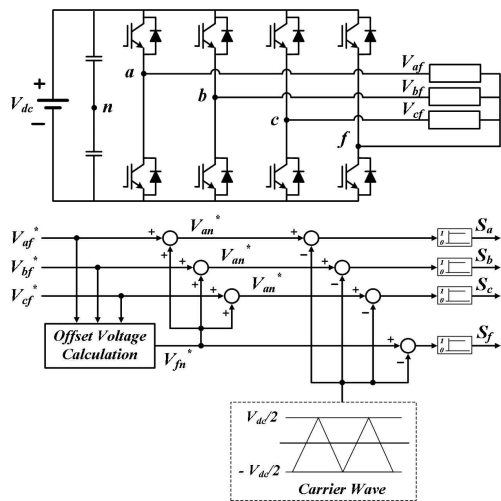 a
V_af
+
V_dc
n
b
V_bf
−
c
V_cf
f
V_af*
V_an*
S_a
V_bf*
V_an*
S_b
V_cf*
V_an*
S_c
Offset Voltage
Calculation
V_fn*
S_f
+ + −
+ + −
+ + −
+ −
1
0
1
0
1
0
1
0
V_dc/2
- V_dc/2
Carrier Wave